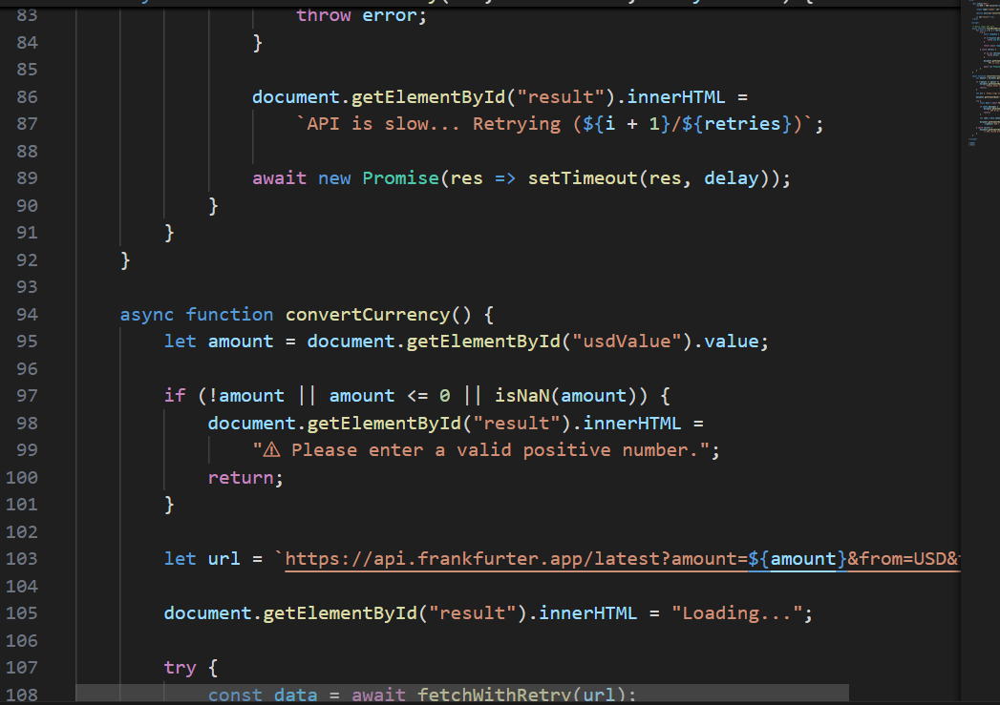 83 throw error;
84 }
85
86 document.getElementById("result").innerHTML =
87 `API is slow... Retrying (${i + 1}/${retries})`;
88
89 await new Promise(res => setTimeout(res, delay));
90 }
91 }
92 }
93
94 async function convertCurrency() {
95 let amount = document.getElementById("usdValue").value;
96
97 if (!amount || amount <= 0 || isNaN(amount)) {
98 document.getElementById("result").innerHTML =
99 "⚠ Please enter a valid positive number.";
100 return;
101 }
102
103 let url = `https://api.frankfurter.app/latest?amount=${amount}&from=USD&
104
105 document.getElementById("result").innerHTML = "Loading...";
106
107 try {
108 const data = await fetchWithRetry(url);